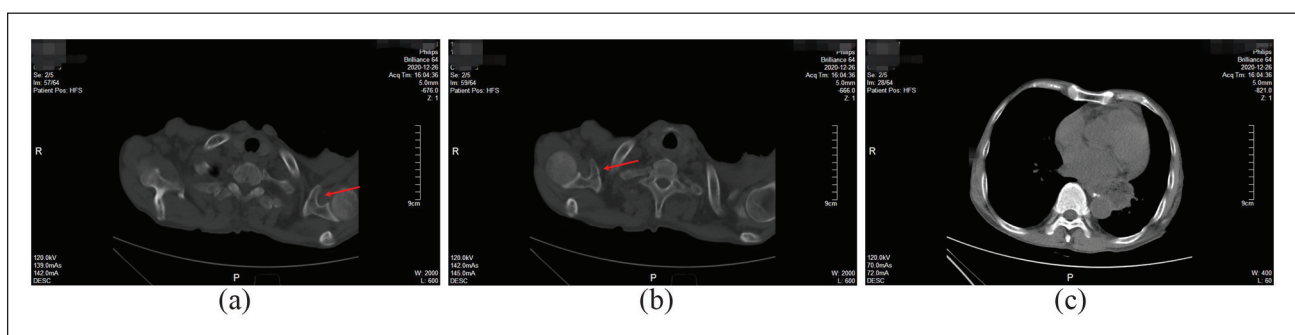 Philips
Brilliance 64
2020-12-26
Acq Tm: 16:04:36
5.0mm
-676.0
Z: 1
Se: 2/5
Im: 57/64
Patient Pos: HFS
R
9cm
120.0kV
139.0mAs
142.0mA
DESC
P
W: 2000
L: 600
(a)
Philips
Brilliance 64
2020-12-26
Acq Tm: 16:04:36
5.0mm
-666.0
Z: 1
Se: 2/5
Im: 59/64
Patient Pos: HFS
R
9cm
120.0kV
142.0mAs
145.0mA
DESC
P
W: 2000
L: 600
(b)
Philips
Brilliance 64
2020-12-26
Acq Tm: 16:04:36
5.0mm
-821.0
Z: 1
Se: 2/5
Im: 28/64
Patient Pos: HFS
R
9cm
120.0kV
70.0mAs
72.0mA
DESC
P
W: 400
L: 60
(c)